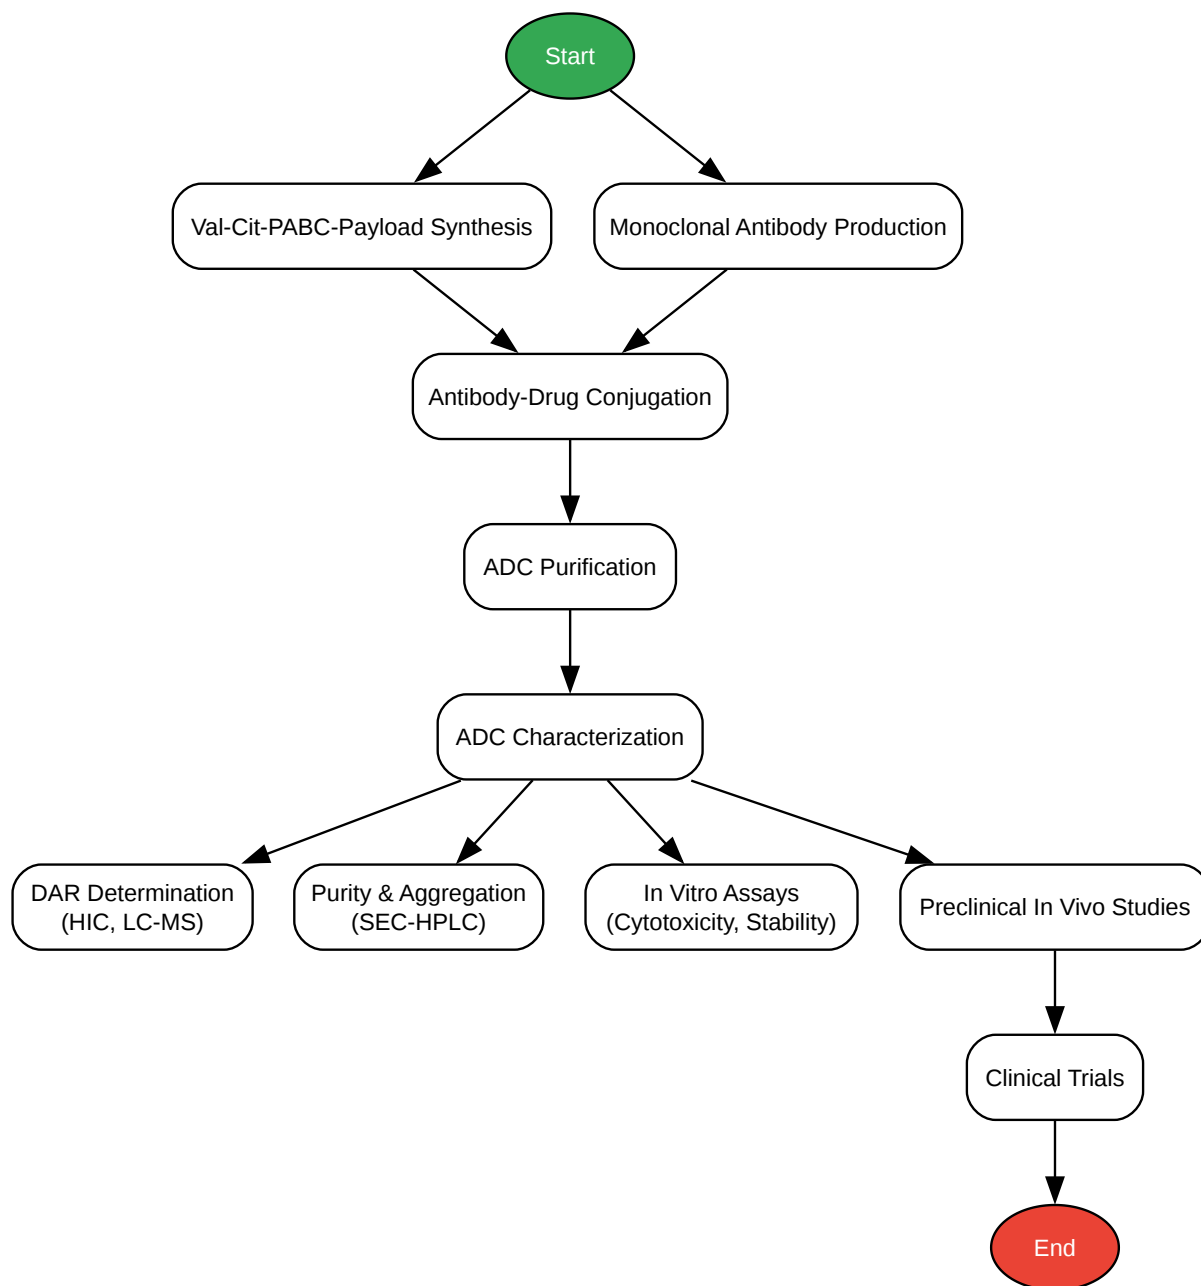 Start
Val-Cit-PABC-Payload Synthesis
Monoclonal Antibody Production
Antibody-Drug Conjugation
ADC Purification
ADC Characterization
DAR Determination
(HIC, LC-MS)
Purity & Aggregation
(SEC-HPLC)
In Vitro Assays
(Cytotoxicity, Stability)
Preclinical In Vivo Studies
Clinical Trials
End